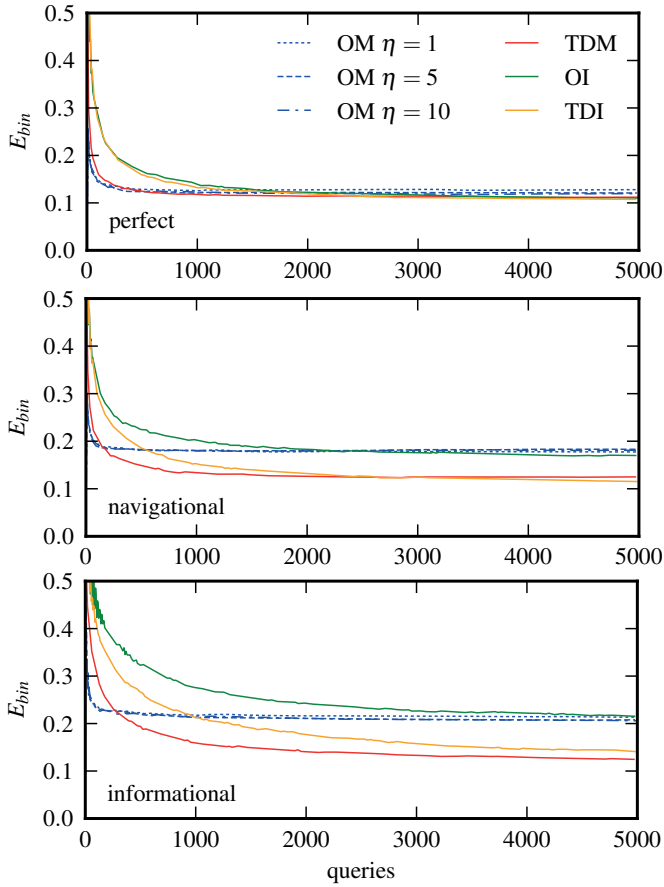 0.5
OM η = 1 TDM
0.4
OM η = 5 OI
0.3
OM η = 10 TDI
E_bin
0.2
0.1
perfect
0.0
0 1000 2000 3000 4000 5000
0.5
0.4
0.3
E_bin
0.2
0.1
navigational
0.0
0 1000 2000 3000 4000 5000
0.5
0.4
0.3
E_bin
0.2
0.1
informational
0.0
0 1000 2000 3000 4000 5000
queries